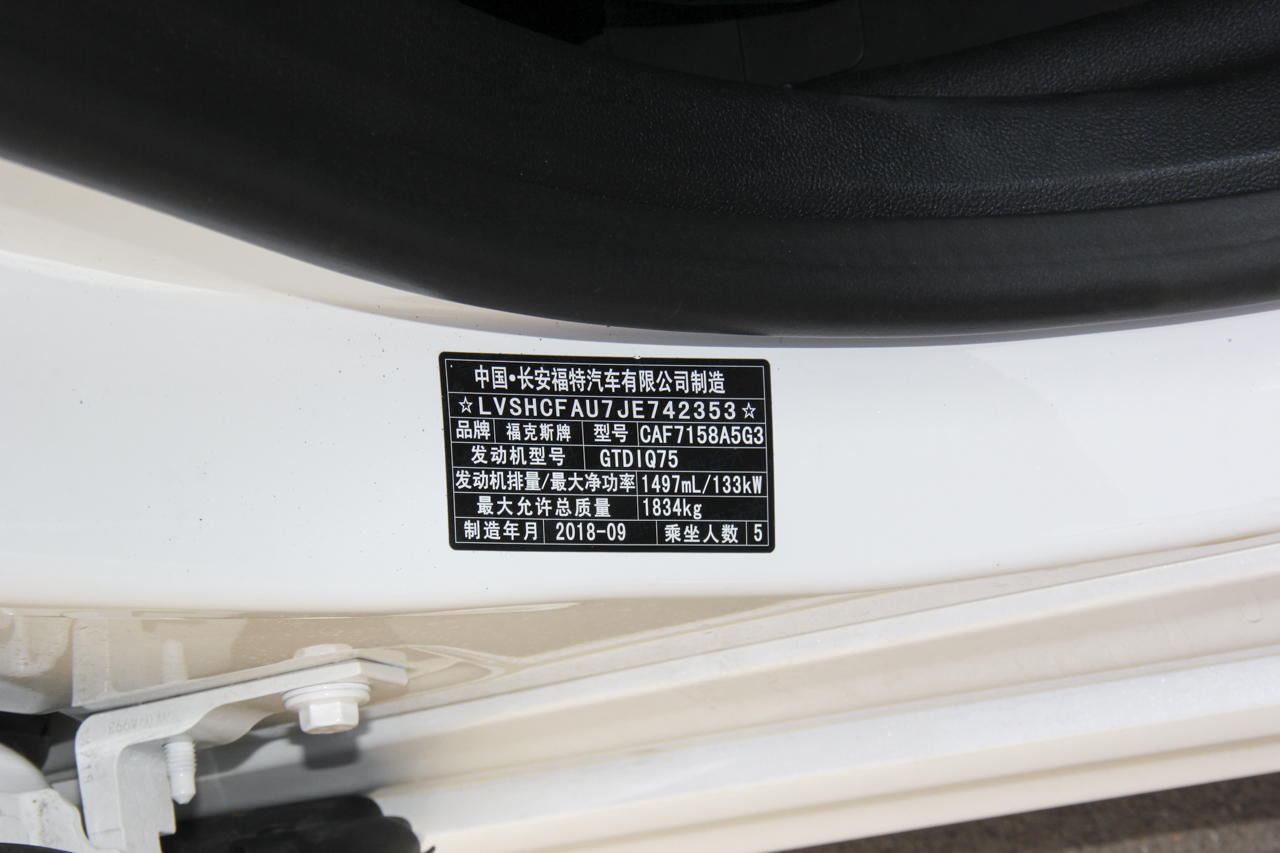 中国·长安福特汽车有限公司制造
☆LVSHCFAU7JE742353☆
品牌 福克斯牌 型号 CAF7158A5G3
发动机型号 GTDIQ75
发动机排量/最大净功率 1497mL/133kW
最大允许总质量 1834kg
制造年月 2018-09 乘坐人数 5